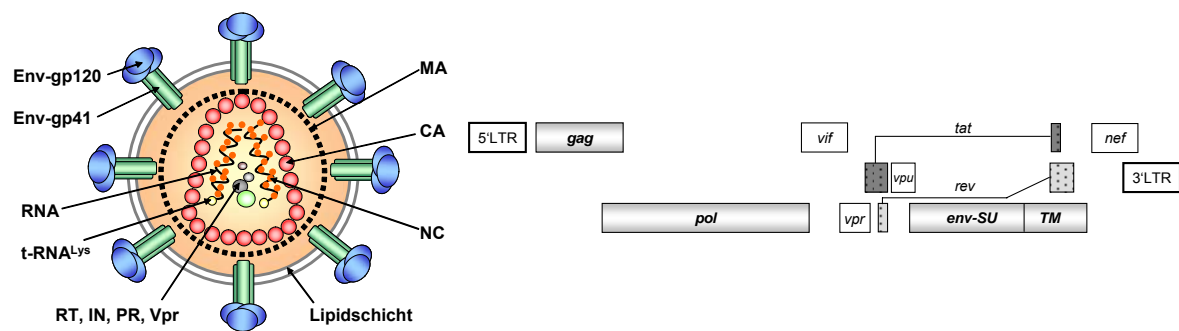 Env-gp120
Env-gp41
RNA
t-RNALys
RT, IN, PR, Vpr
MA
CA
NC
Lipidschicht
5‘LTR
gag
vif
tat
nef
vpu
rev
3‘LTR
pol
vpr
env-SU
TM